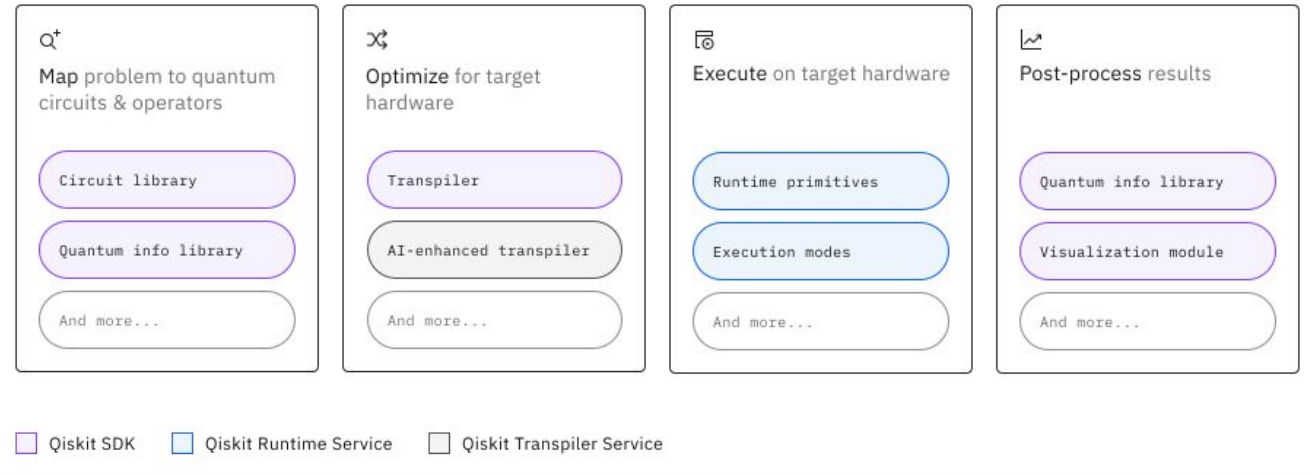 Map problem to quantum
circuits & operators
Circuit library
Quantum info library
And more...
Optimize for target
hardware
Transpiler
AI-enhanced transpiler
And more...
Execute on target hardware
Runtime primitives
Execution modes
And more...
Post-process results
Quantum info library
Visualization module
And more...
Qiskit SDK
Qiskit Runtime Service
Qiskit Transpiler Service